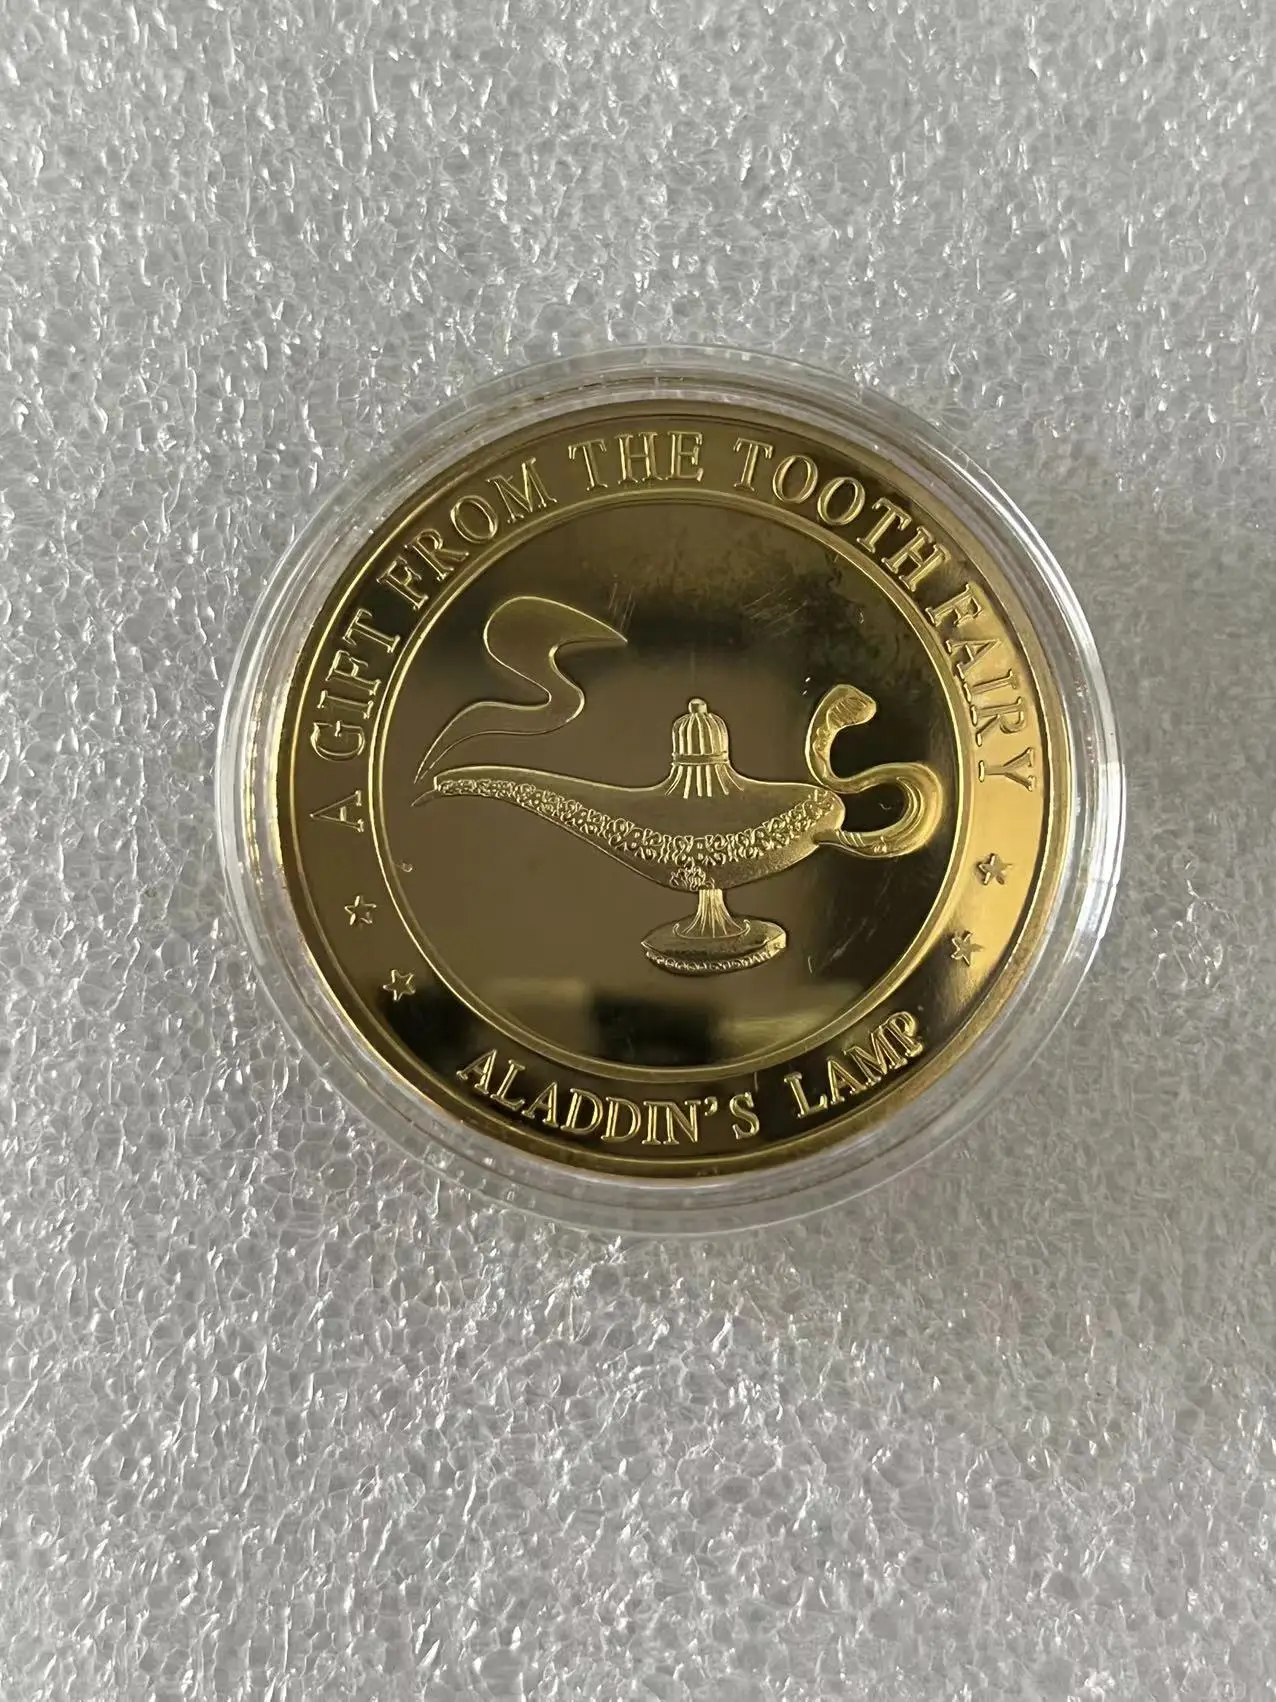 A GIFT FROM THE TOOTH FAIRY
ALADDIN'S LAMP